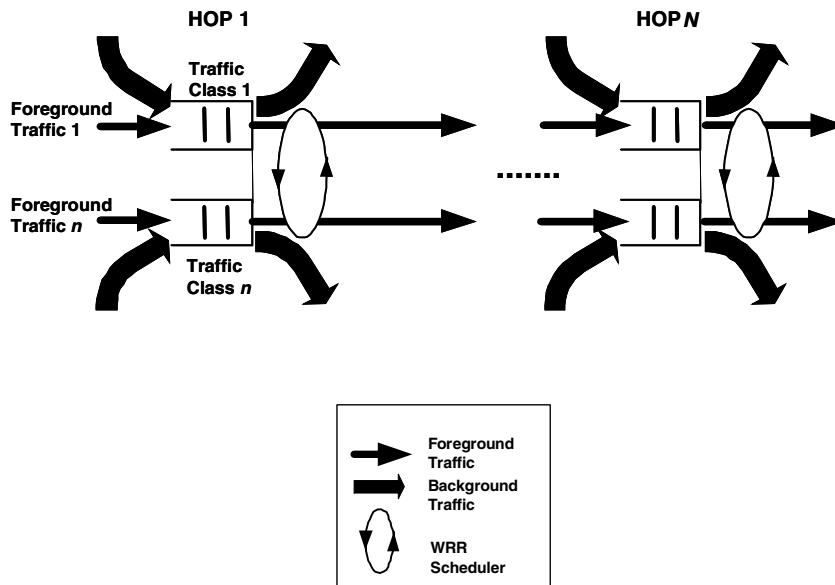 HOP 1
HOP N
Traffic
Class 1
Foreground
Traffic 1
Foreground
Traffic n
Traffic
Class n
.......
Foreground
Traffic
Background
Traffic
WRR
Scheduler